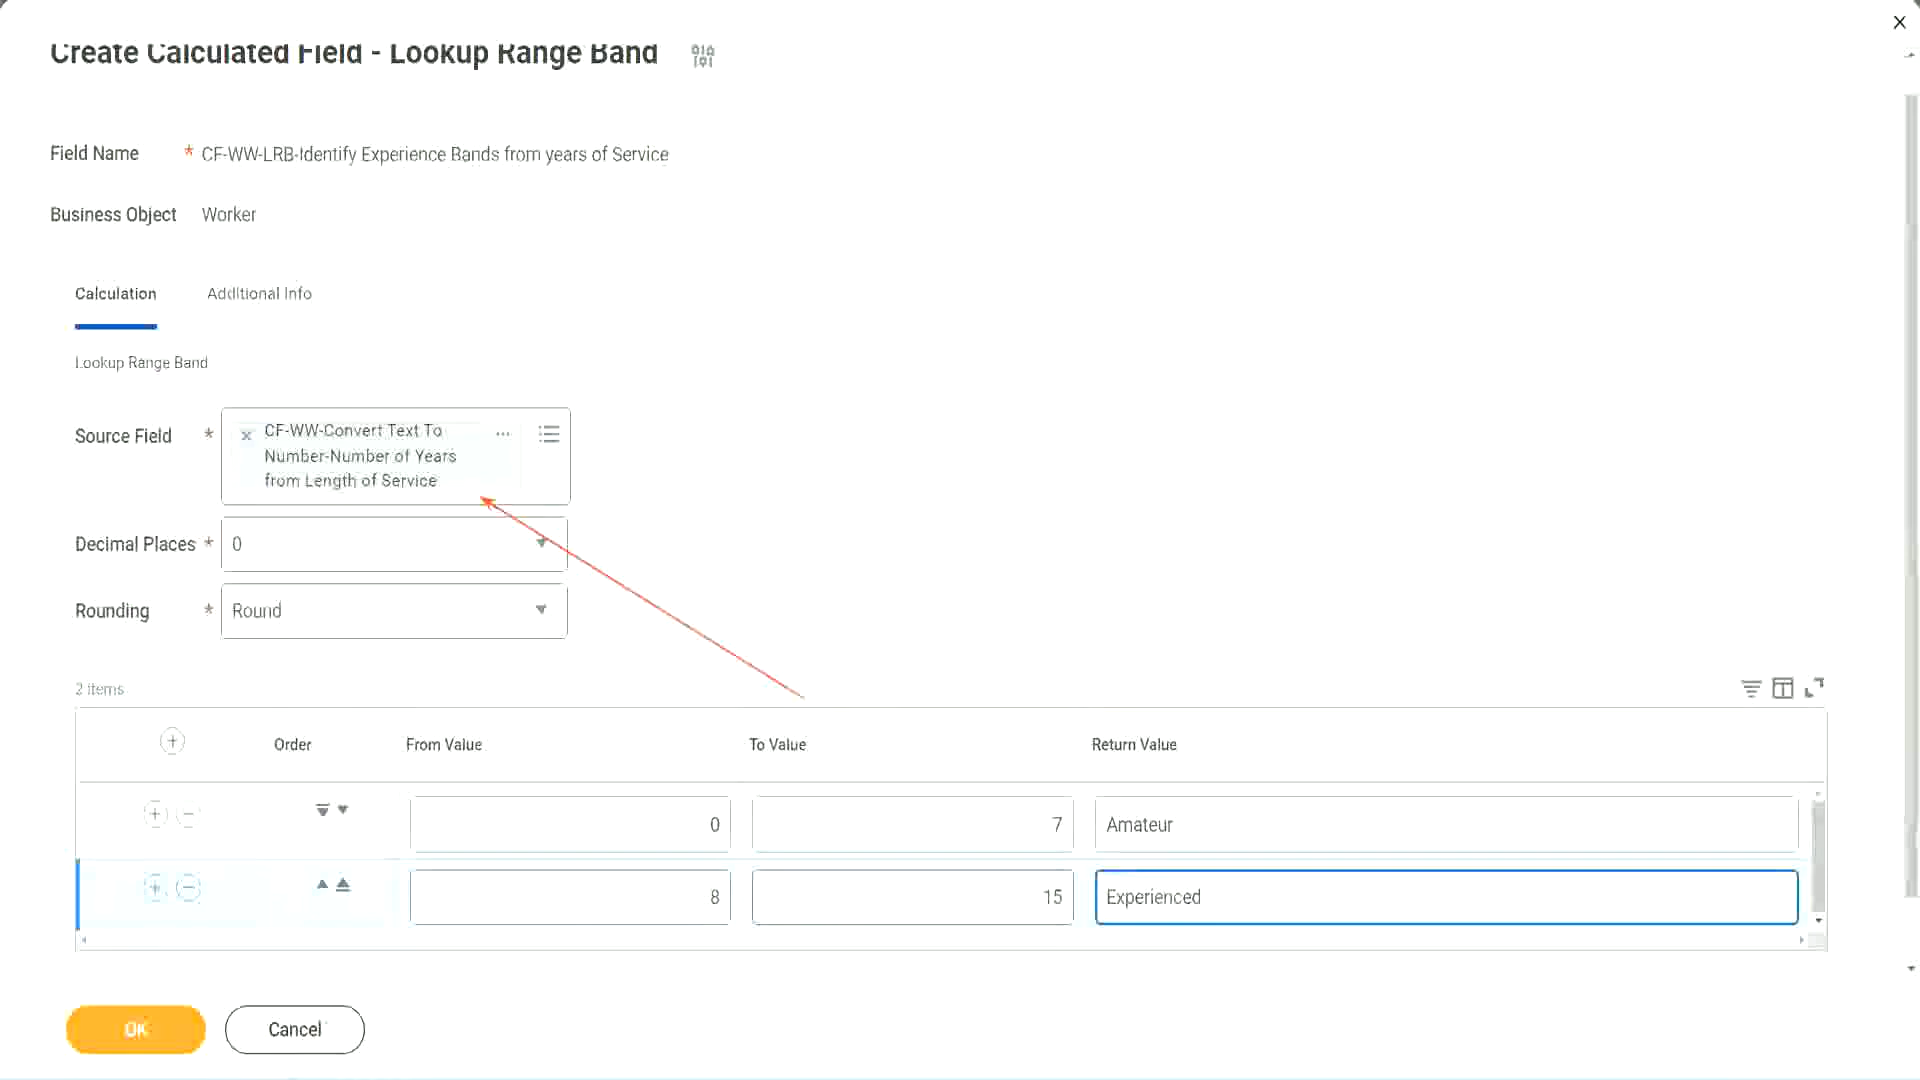 Create Calculated Field - Lookup Range Band
Field Name * CF-WW-LRB-Identify Experience Bands from years of Service
Business Object Worker
Calculation Additional Info
Lookup Range Band
Source Field * × CF-WW-Convert Text To
Number-Number of Years
from Length of Service
Decimal Places * 0
Rounding * Round
2 items
Order From Value To Value Return Value
0 7 Amateur
8 15 Experienced
OK Cancel